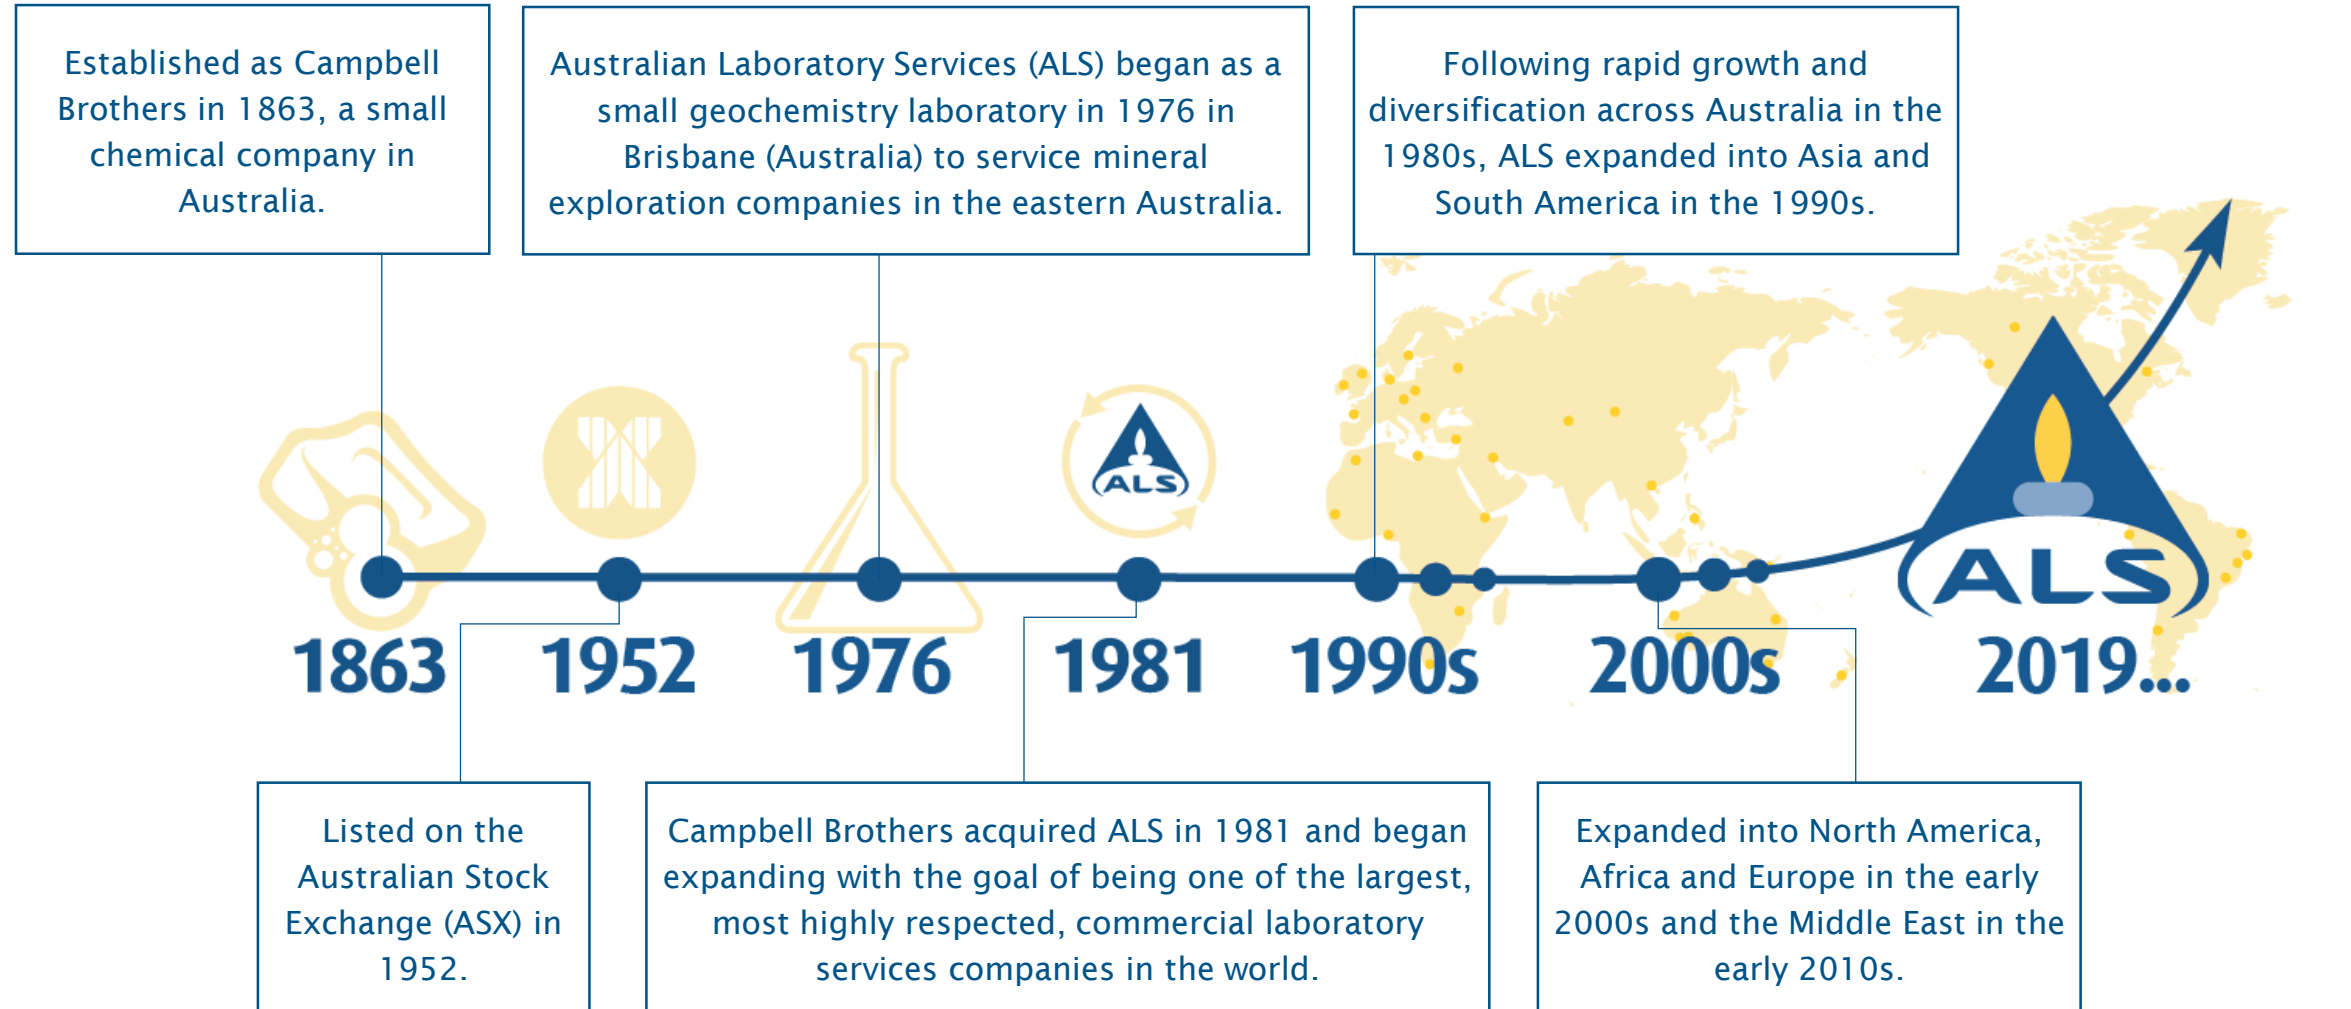 Established as Campbell
Brothers in 1863, a small
chemical company in
Australia.
Australian Laboratory Services (ALS) began as a
small geochemistry laboratory in 1976 in
Brisbane (Australia) to service mineral
exploration companies in the eastern Australia.
Following rapid growth and
diversification across Australia in the
1980s, ALS expanded into Asia and
South America in the 1990s.
ALS
ALS
1863
1952
1976
1981
1990s
2000s
2019...
Listed on the
Australian Stock
Exchange (ASX) in
1952.
Campbell Brothers acquired ALS in 1981 and began
expanding with the goal of being one of the largest,
most highly respected, commercial laboratory
services companies in the world.
Expanded into North America,
Africa and Europe in the early
2000s and the Middle East in the
early 2010s.